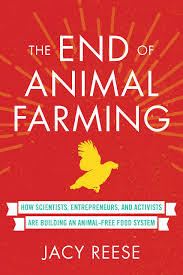 THE END OF
ANIMAL
FARMING
HOW SCIENTISTS, ENTREPRENEURS, AND ACTIVISTS
ARE BUILDING AN ANIMAL-FREE FOOD SYSTEM
JACY REESE